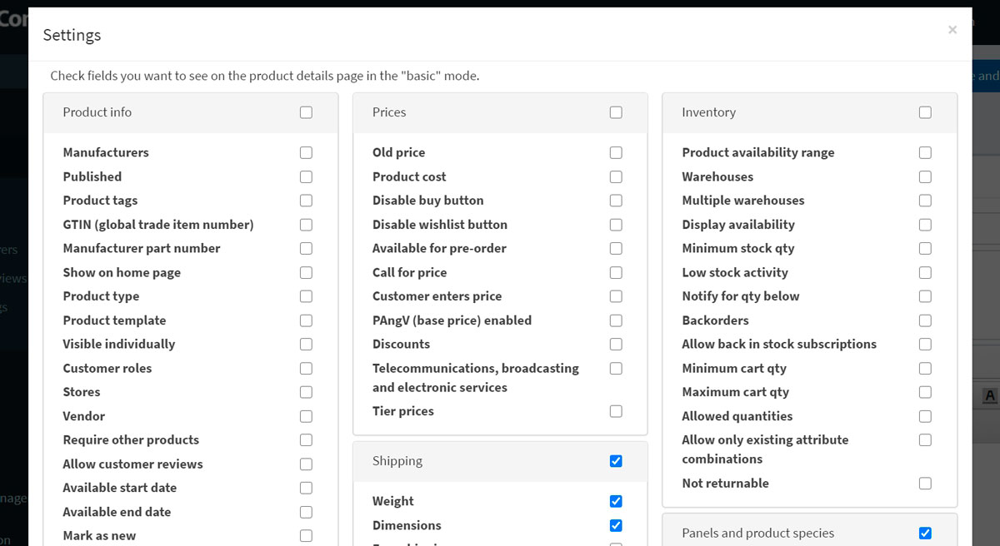 Settings
×
Check fields you want to see on the product details page in the "basic" mode.
Product info
Manufacturers
Published
Product tags
GTIN (global trade item number)
Manufacturer part number
Show on home page
Product type
Product template
Visible individually
Customer roles
Stores
Vendor
Require other products
Allow customer reviews
Available start date
Available end date
Mark as new
Prices
Old price
Product cost
Disable buy button
Disable wishlist button
Available for pre-order
Call for price
Customer enters price
PAngV (base price) enabled
Discounts
Telecommunications, broadcasting
and electronic services
Tier prices
Shipping
Weight
Dimensions
Inventory
Product availability range
Warehouses
Multiple warehouses
Display availability
Minimum stock qty
Low stock activity
Notify for qty below
Backorders
Allow back in stock subscriptions
Minimum cart qty
Maximum cart qty
Allowed quantities
Allow only existing attribute
combinations
Not returnable
Panels and product species
and
A